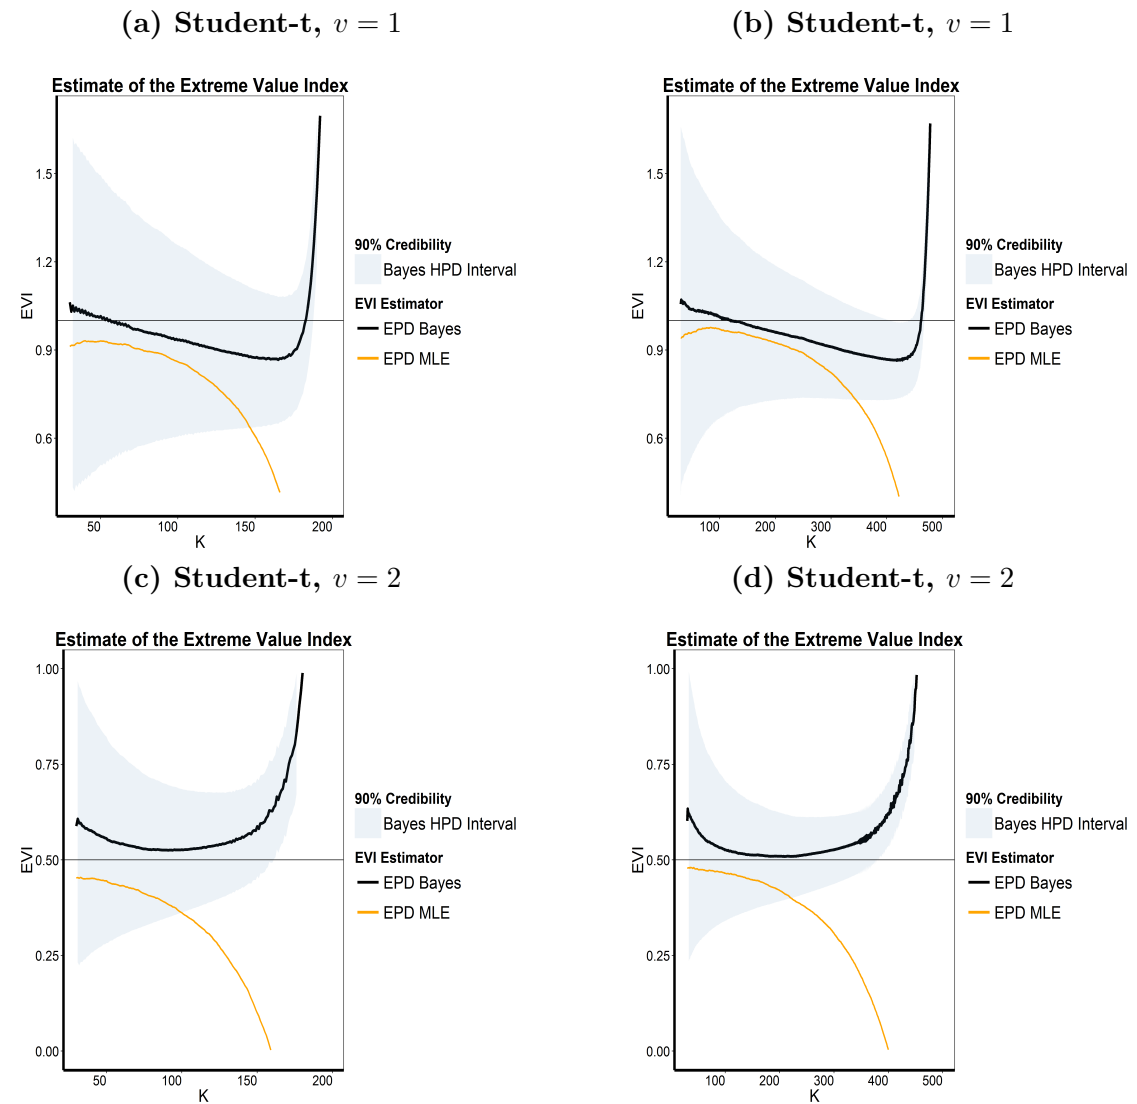 (a) Student-t, v = 1
Estimate of the Extreme Value Index
1.5
1.2
0.9
0.6
EVI
50
100
150
200
K
90% Credibility
Bayes HPD Interval
EVI Estimator
EPD Bayes
EPD MLE
(b) Student-t, v = 1
Estimate of the Extreme Value Index
1.5
1.2
0.9
0.6
EVI
100
200
300
400
500
K
90% Credibility
Bayes HPD Interval
EVI Estimator
EPD Bayes
EPD MLE
(c) Student-t, v = 2
Estimate of the Extreme Value Index
1.00
0.75
0.50
0.25
0.00
EVI
50
100
150
200
K
90% Credibility
Bayes HPD Interval
EVI Estimator
EPD Bayes
EPD MLE
(d) Student-t, v = 2
Estimate of the Extreme Value Index
1.00
0.75
0.50
0.25
0.00
EVI
100
200
300
400
500
K
90% Credibility
Bayes HPD Interval
EVI Estimator
EPD Bayes
EPD MLE